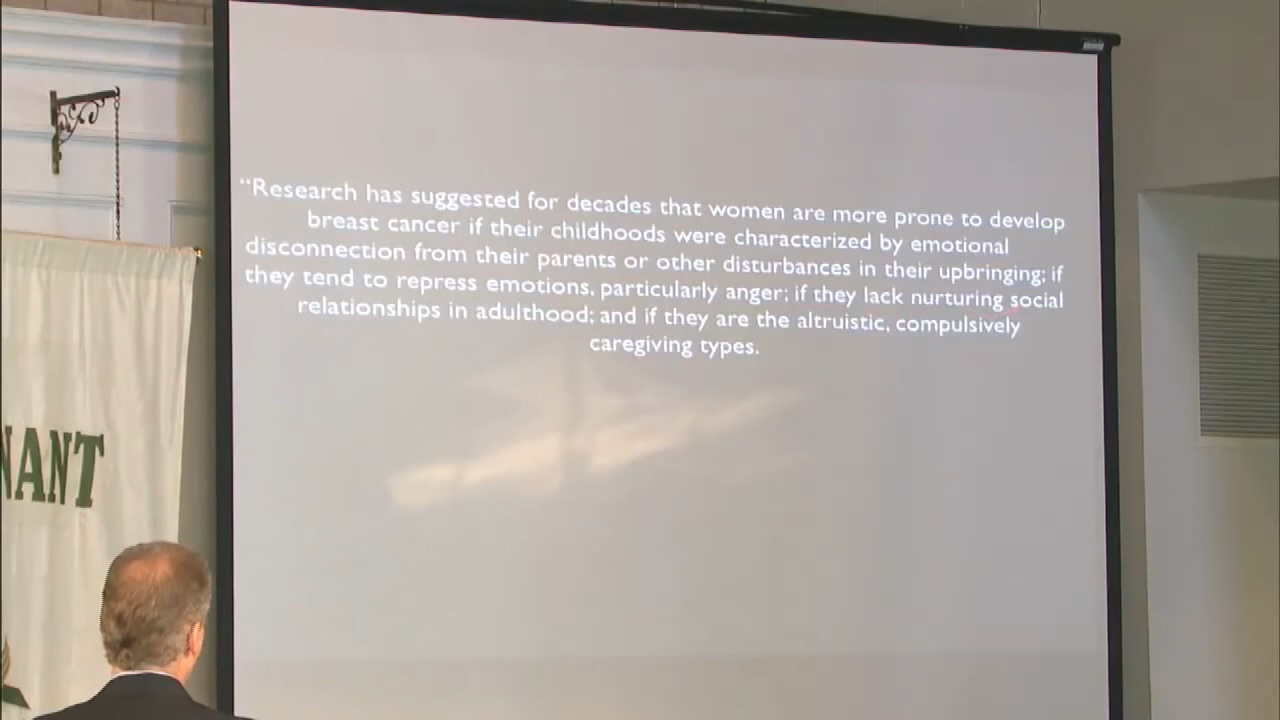 “Research has suggested for decades that women are more prone to develop
breast cancer if their childhoods were characterized by emotional
disconnection from their parents or other disturbances in their upbringing; if
they tend to repress emotions, particularly anger; if they lack nurturing social
relationships in adulthood; and if they are the altruistic, compulsively
caregiving types.
NANT